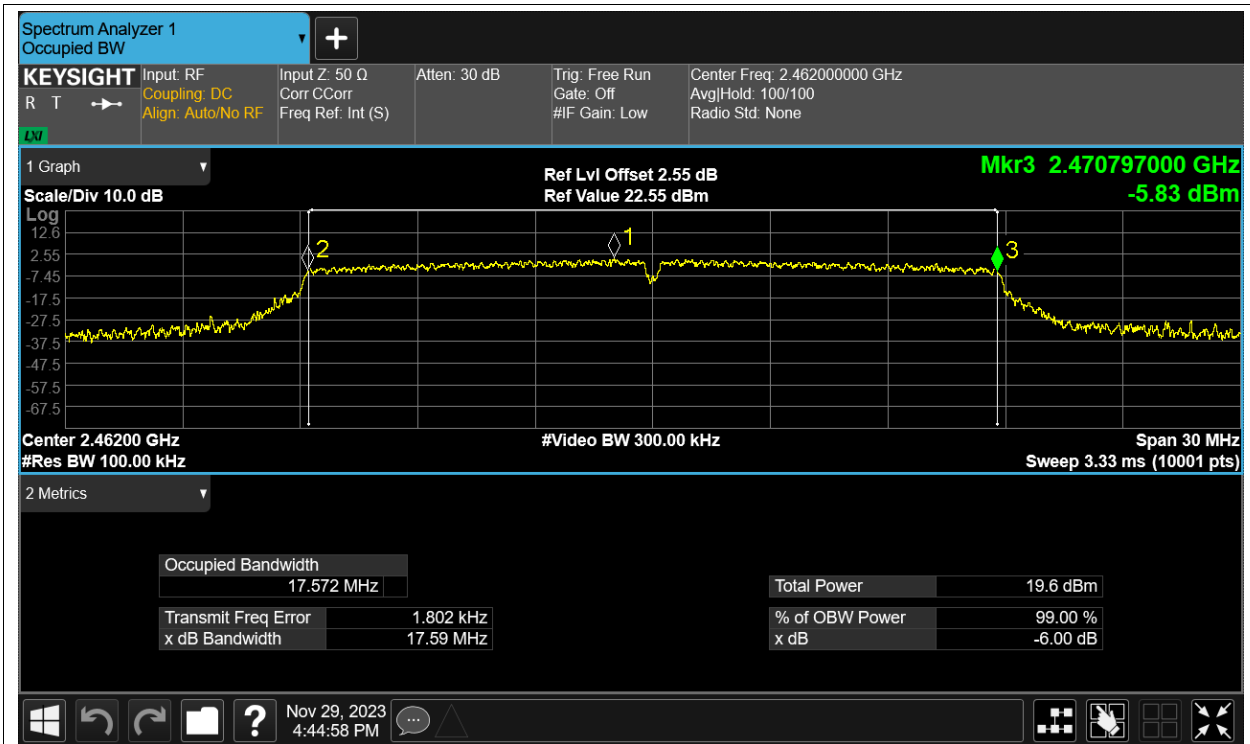 Spectrum Analyzer 1
Occupied BW
▼
+
KEYSIGHT
R T
LXI
Input: RF
Coupling: DC
Align: Auto/No RF
Input Z: 50 Ω
Corr CCorr
Freq Ref: Int (S)
Atten: 30 dB
Trig: Free Run
Gate: Off
#IF Gain: Low
Center Freq: 2.462000000 GHz
Avg|Hold: 100/100
Radio Std: None
1 Graph ▼
Scale/Div 10.0 dB
Ref Lvl Offset 2.55 dB
Ref Value 22.55 dBm
Mkr3 2.470797000 GHz
-5.83 dBm
Log
12.6
2.55
-7.45
-17.5
-27.5
-37.5
-47.5
-57.5
-67.5
2
1
3
Center 2.46200 GHz
#Res BW 100.00 kHz
#Video BW 300.00 kHz
Span 30 MHz
Sweep 3.33 ms (10001 pts)
2 Metrics ▼
Occupied Bandwidth
17.572 MHz
Transmit Freq Error 1.802 kHz
x dB Bandwidth 17.59 MHz
Total Power 19.6 dBm
% of OBW Power 99.00 %
x dB -6.00 dB
?
Nov 29, 2023
4:44:58 PM